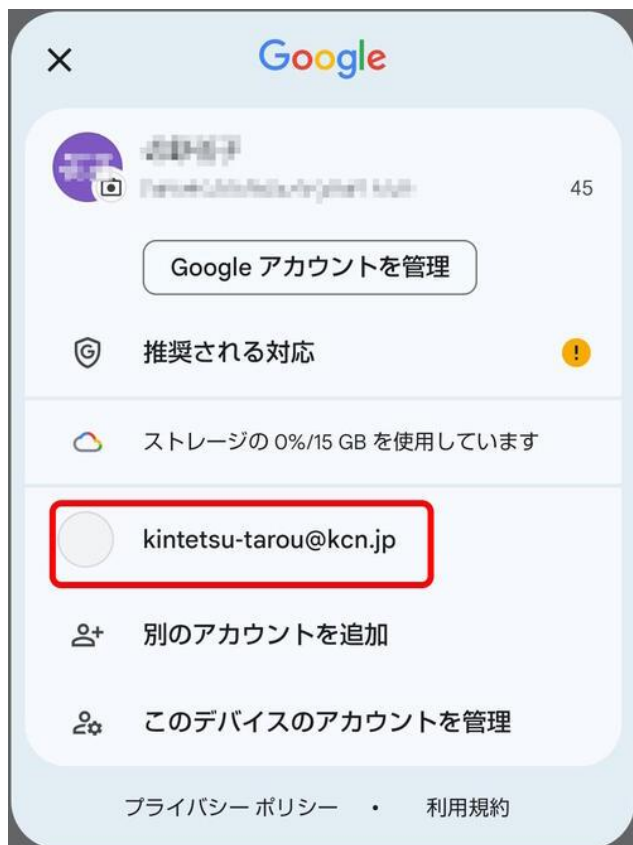 Google
45
Google アカウントを管理
推奨される対応
ストレージの 0%/15 GB を使用しています
kintetsu-tarou@kcn.jp
別のアカウントを追加
このデバイスのアカウントを管理
プライバシー ポリシー ・ 利用規約